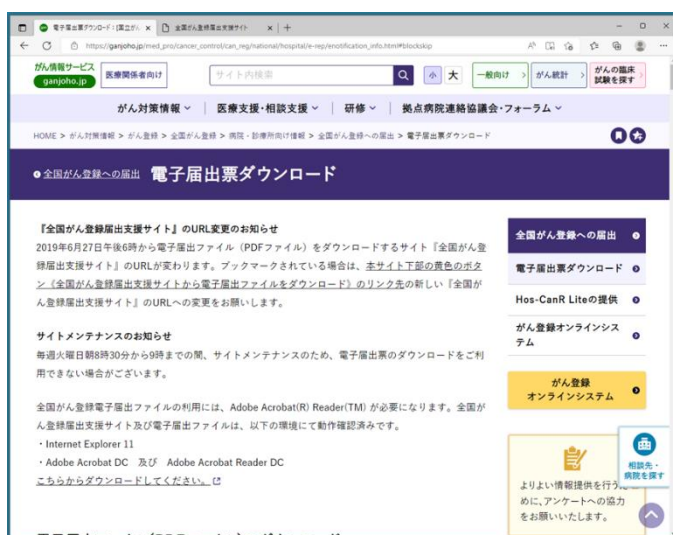 電子届出票ダウンロード：[国立がん
全国がん登録届出支援サイト
https://ganjoho.jp/med_pro/cancer_control/can_reg/national/hospital/e-rep/enotification_info.html#blockskip
がん情報サービス
ganjoho.jp
医療関係者向け
サイト内検索
小
大
一般向け
がん統計
がんの臨床
試験を探す
がん対策情報
医療支援・相談支援
研修
拠点病院連絡協議会・フォーラム
HOME > がん対策情報 > がん登録 > 全国がん登録 > 病院・診療所向け情報 > 全国がん登録への届出 > 電子届出票ダウンロード
全国がん登録への届出 電子届出票ダウンロード
『全国がん登録届出支援サイト』のURL変更のお知らせ
2019年6月27日午後6時から電子届出ファイル（PDFファイル）をダウンロードするサイト『全国がん登
録届出支援サイト』のURLが変わります。ブックマークされている場合は、本サイト下部の黄色のボタ
ン《全国がん登録届出支援サイトから電子届出ファイルをダウンロード》のリンク先の新しい『全国が
ん登録届出支援サイト』のURLへの変更をお願いします。
サイトメンテナンスのお知らせ
毎週火曜日朝8時30分から9時までの間、サイトメンテナンスのため、電子届出票のダウンロードをご利
用できない場合がございます。
全国がん登録電子届出ファイルの利用には、Adobe Acrobat(R) Reader(TM) が必要になります。全国が
ん登録届出支援サイト及び電子届出ファイルは、以下の環境にて動作確認済みです。
・Internet Explorer 11
・Adobe Acrobat DC 及び Adobe Acrobat Reader DC
こちらからダウンロードしてください。
全国がん登録への届出
電子届出票ダウンロード
Hos-CanR Liteの提供
がん登録オンラインシス
テム
がん登録
オンラインシステム
相談先・
病院を探す
よりよい情報提供を行うた
めに、アンケートへの協力
をお願いいたします。